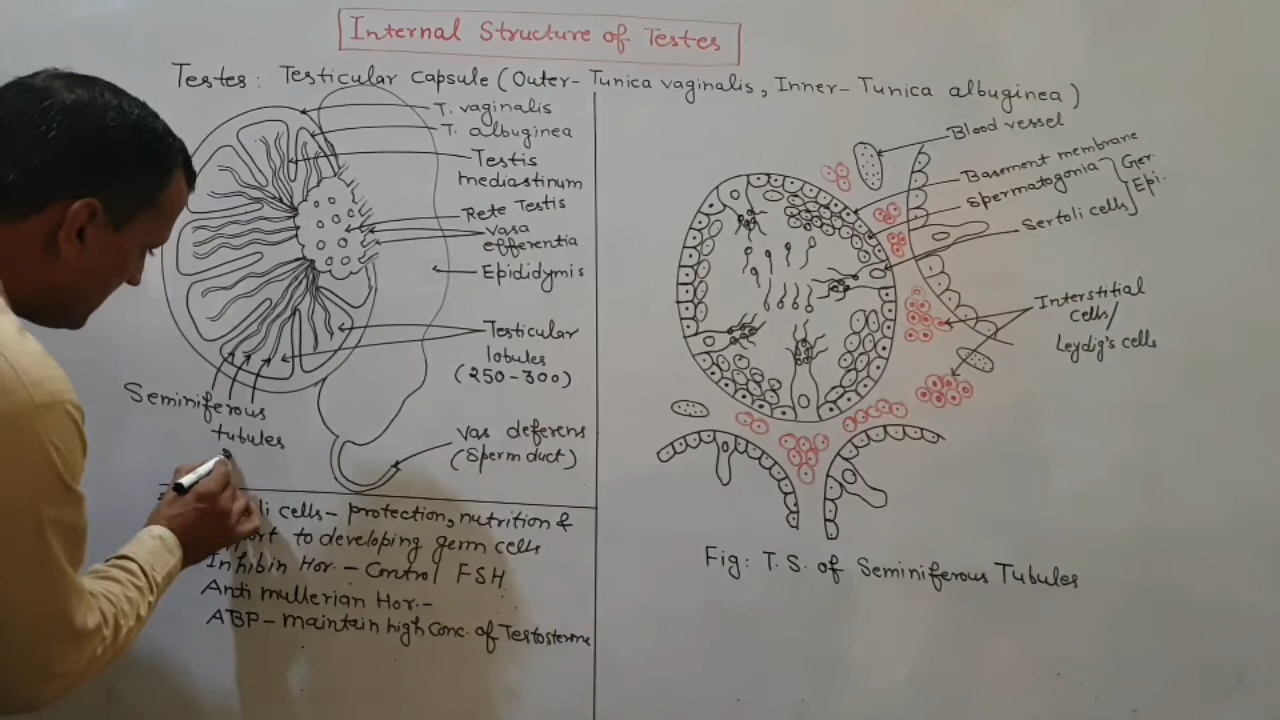 Internal Structure of Testes
Testes: Testicular Capsule (Outer- Tunica vaginalis, Inner- Tunica albuginea)
T. vaginalis
T. albuginea
Testis
mediastinum
Rete Testis
vasa
efferentia
Epididymis
Testicular
lobules
(250-300)
Seminiferous
tubules
vas deferens
(Sperm duct)
cells- protection, nutrition &
to developing germ cells
Inhibin Hor. - Control FSH
Anti mullerian Hor.-
ABP- maintain high Conc. of Testosterone
Blood vessel
Basement membrane
spermatogonia
Sertoli cells
Ger.
Epi.
Interstitial
cells/
Leydig's cells
Fig: T.S. of Seminiferous Tubules